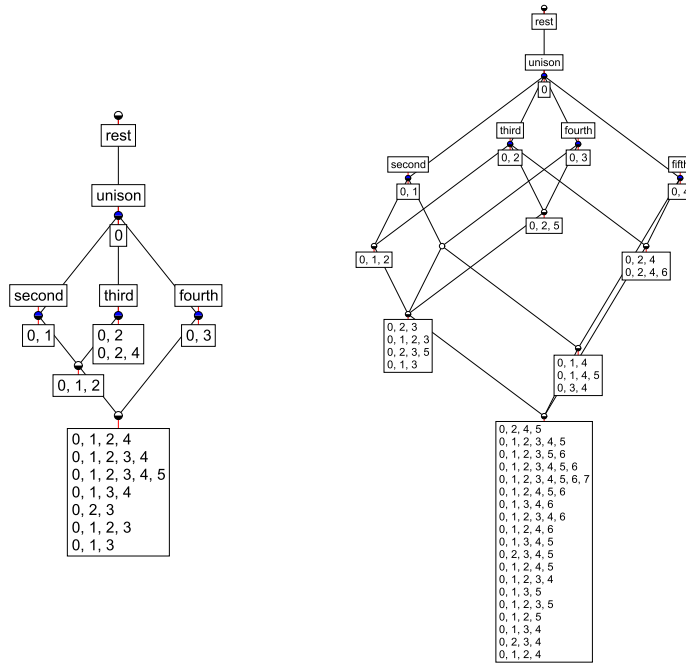 rest
unison
0
second
third
fourth
0, 1
0, 2
0, 2, 4
0, 3
0, 1, 2
0, 1, 2, 4
0, 1, 2, 3, 4
0, 1, 2, 3, 4, 5
0, 1, 3, 4
0, 2, 3
0, 1, 2, 3
0, 1, 3
rest
unison
0
third
fourth
second
fifth
0, 2
0, 3
0, 1
0, 4
0, 2, 5
0, 1, 2
0, 2, 4
0, 2, 4, 6
0, 2, 3
0, 1, 2, 3
0, 2, 3, 5
0, 1, 3
0, 1, 4
0, 1, 4, 5
0, 3, 4
0, 2, 4, 5
0, 1, 2, 3, 4, 5
0, 1, 2, 3, 5, 6
0, 1, 2, 3, 4, 5, 6
0, 1, 2, 3, 4, 5, 6, 7
0, 1, 2, 4, 5, 6
0, 1, 3, 4, 6
0, 1, 2, 3, 4, 6
0, 1, 2, 4, 6
0, 1, 3, 4, 5
0, 2, 3, 4, 5
0, 1, 2, 4, 5
0, 1, 2, 3, 4
0, 1, 3, 5
0, 1, 2, 3, 5
0, 1, 2, 5
0, 1, 3, 4
0, 2, 3, 4
0, 1, 2, 4